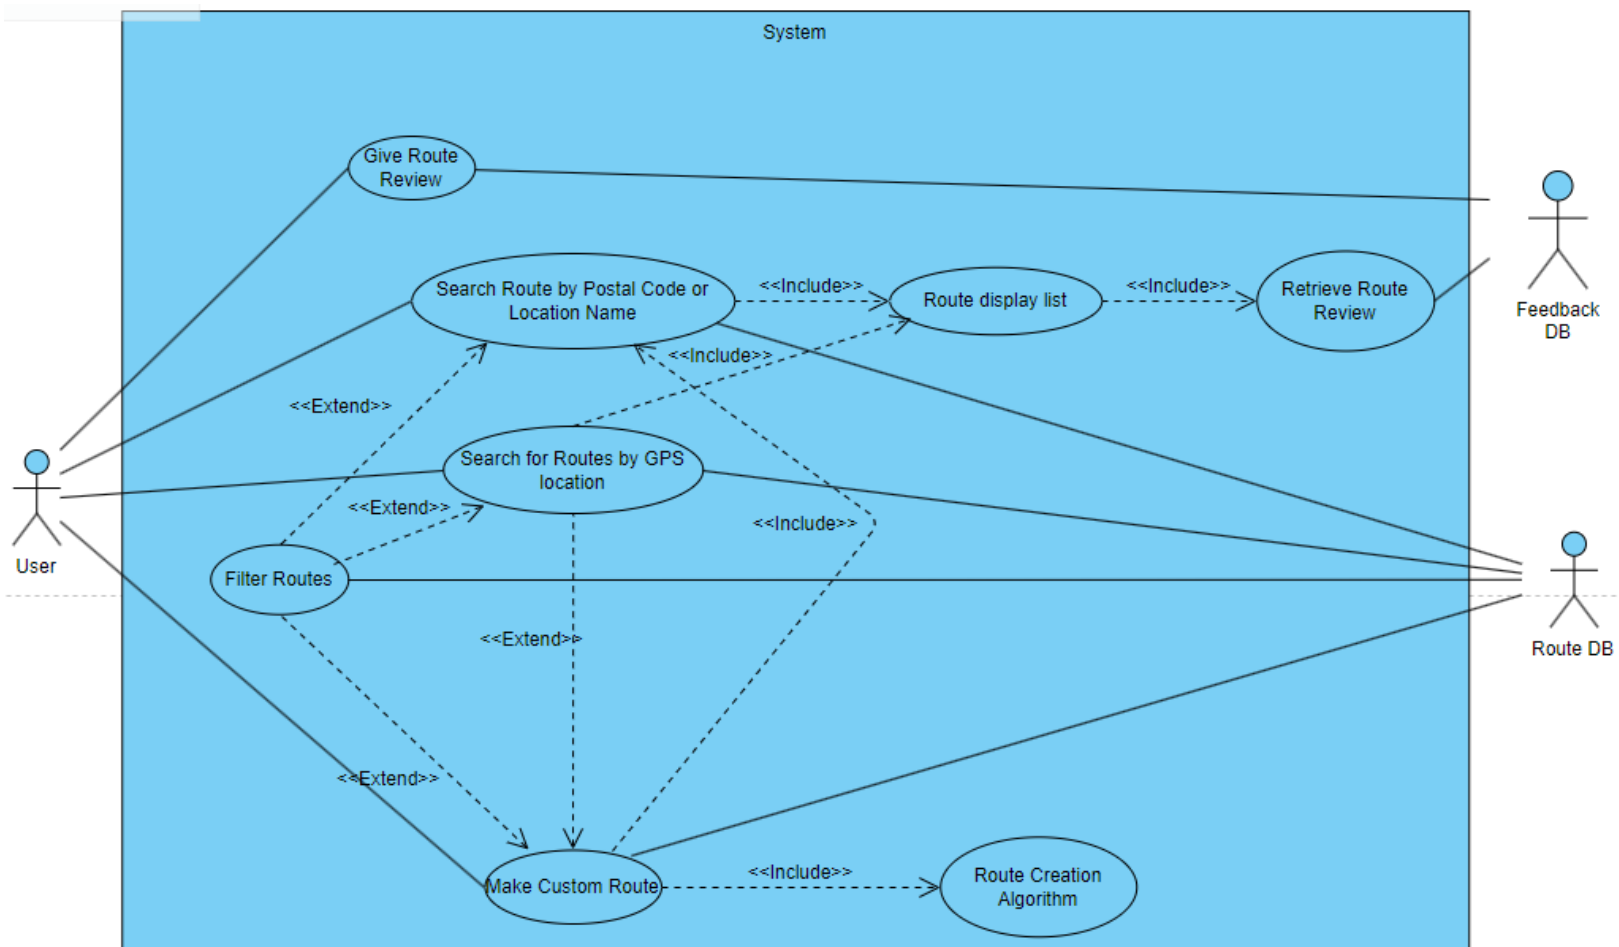 System
Give Route
Review
Search Route by Postal Code or
Location Name
<<Include>>
Route display list
<<Include>>
Retrieve Route
Review
Feedback
DB
<<Include>>
<<Extend>>
Search for Routes by GPS
location
<<Extend>>
<<Include>>
User
Filter Routes
<<Extend>>
Route DB
<<Extend>>
Make Custom Route
<<Include>>
Route Creation
Algorithm